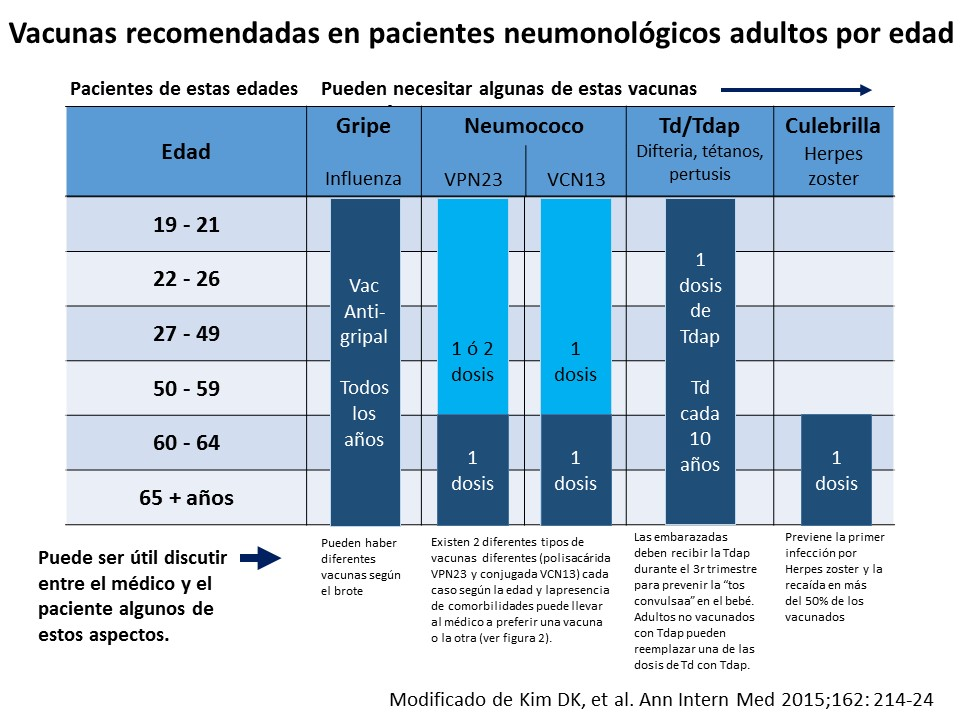 Vacunas recomendadas en pacientes neumonológicos adultos por edad
Pacientes de estas edades
Pueden necesitar algunas de estas vacunas
Edad
Gripe
Influenza
Neumococo
VPN23
VCN13
Td/Tdap
Difteria, tétanos,
pertusis
Culebrilla
Herpes
zoster
19 - 21
22 - 26
27 - 49
50 - 59
60 - 64
65 + años
Vac
Anti-
gripal
Todos
los
años
1 ó 2
dosis
1
dosis
1
dosis
1
dosis
1
dosis
de
Tdap
Td
cada
10
años
1
dosis
Puede ser útil discutir
entre el médico y el
paciente algunos de
estos aspectos.
Pueden haber
diferentes
vacunas según
el brote
Existen 2 diferentes tipos de
vacunas diferentes (polisacárida
VPN23 y conjugada VCN13) cada
caso según la edad y lapresencia
de comorbilidades puede llevar
al médico a preferir una vacuna
o la otra (ver figura 2).
Las embarazadas
deben recibir la Tdap
durante el 3r trimestre
para prevenir la “tos
convulsaa” en el bebé.
Adultos no vacunados
con Tdap pueden
reemplazar una de las
dosis de Td con Tdap.
Previene la primer
infección por
Herpes zoster y la
recaída en más
del 50% de los
vacunados
Modificado de Kim DK, et al. Ann Intern Med 2015;162: 214-24